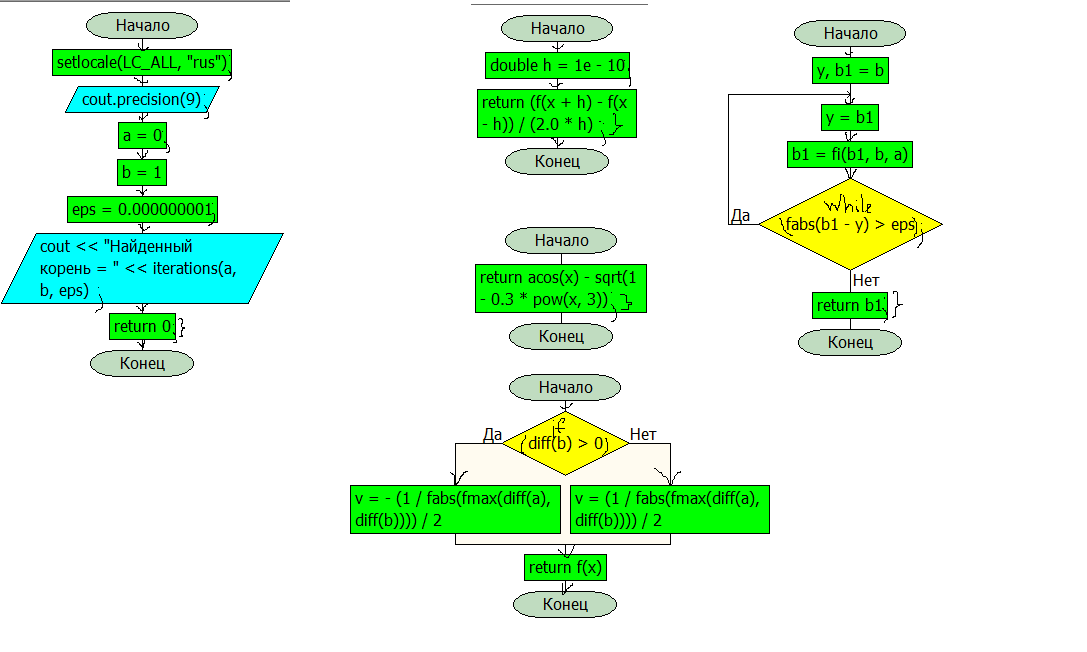 Начало
setlocale(LC_ALL, "rus");
cout.precision(9);
a = 0;
b = 1
eps = 0.000000001;
cout << "Найденный
корень = " << iterations(a,
b, eps);
return 0;}
Конец
Начало
double h = 1e - 10;
return (f(x + h) - f(x
- h)) / (2.0 * h) ;}
Конец
Начало
return acos(x) - sqrt(1
- 0.3 * pow(x, 3)) ;}
Конец
Начало
Да
if
(diff(b) > 0)
Нет
v = - (1 / fabs(fmax(diff(a),
diff(b)))) / 2
v = (1 / fabs(fmax(diff(a),
diff(b)))) / 2
return f(x)
Конец
Начало
y, b1 = b
y = b1
b1 = fi(b1, b, a)
Да
While
(fabs(b1 - y) > eps);
Нет
return b1;}
Конец